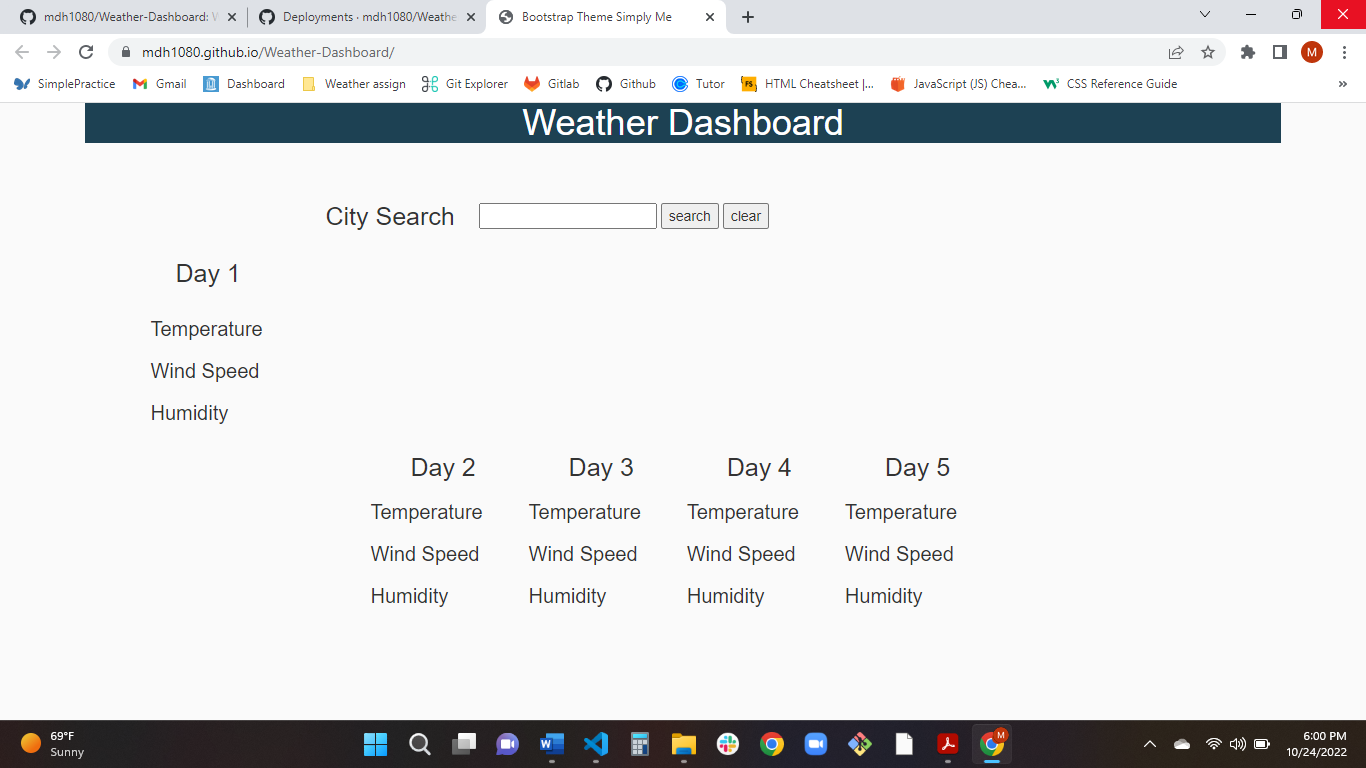 mdh1080/Weather-Dashboard: W
Deployments · mdh1080/Weathe
Bootstrap Theme Simply Me
mdh1080.github.io/Weather-Dashboard/
M
SimplePractice
Gmail
Dashboard
Weather assign
Git Explorer
Gitlab
Github
Tutor
HTML Cheatsheet |...
JavaScript (JS) Chea...
CSS Reference Guide
»
Weather Dashboard
City Search
search
clear
Day 1
Temperature
Wind Speed
Humidity
Day 2
Temperature
Wind Speed
Humidity
Day 3
Temperature
Wind Speed
Humidity
Day 4
Temperature
Wind Speed
Humidity
Day 5
Temperature
Wind Speed
Humidity
69°F
Sunny
6:00 PM
10/24/2022